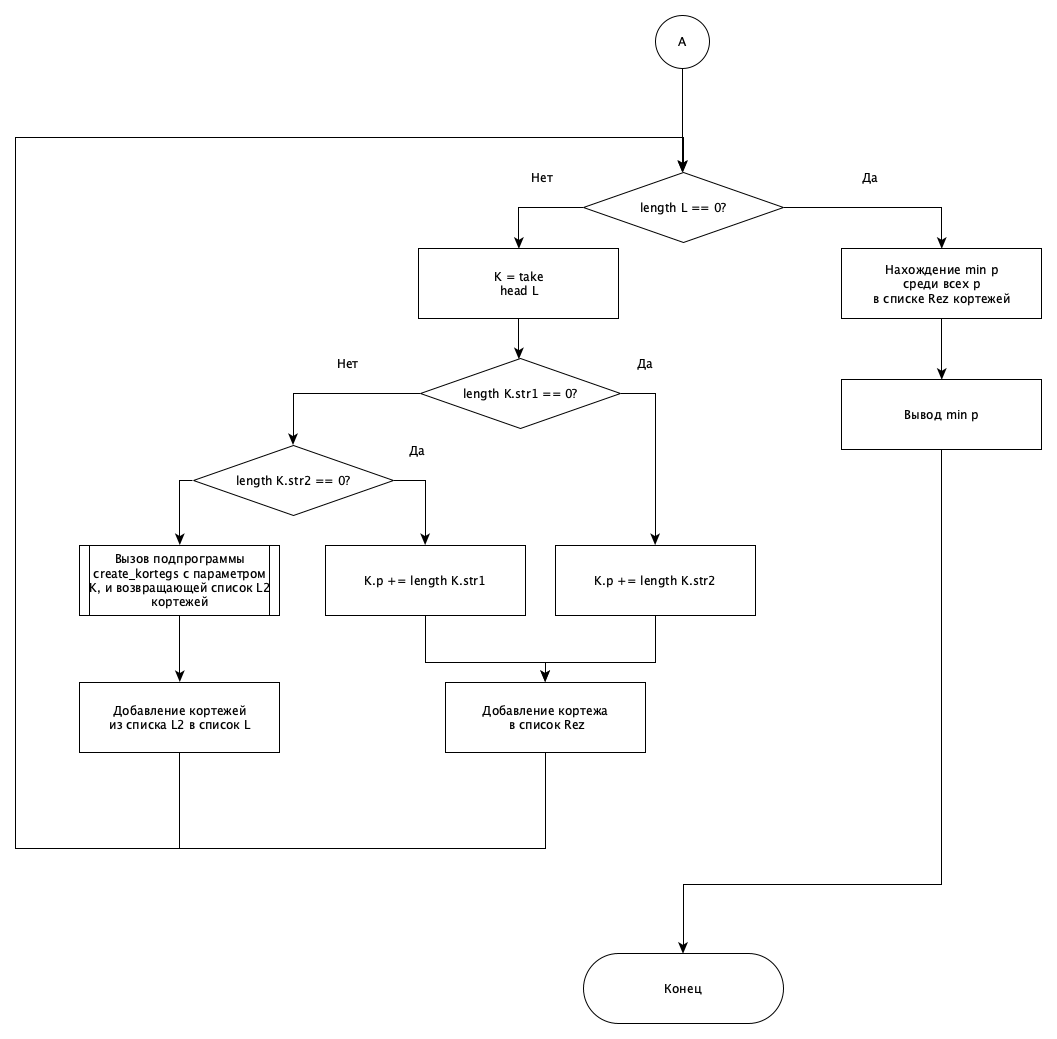 A
Нет
Да
length L == 0?
K = take
head L
Нахождение min p
среди всех p
в списке Rez кортежей
Нет
Да
length K.str1 == 0?
Вывод min p
Да
length K.str2 == 0?
Вызов подпрограммы
create_kortegs с параметром
K, и возвращающей список L2
кортежей
K.p += length K.str1
K.p += length K.str2
Добавление кортежей
из списка L2 в список L
Добавление кортежа
в список Rez
Конец